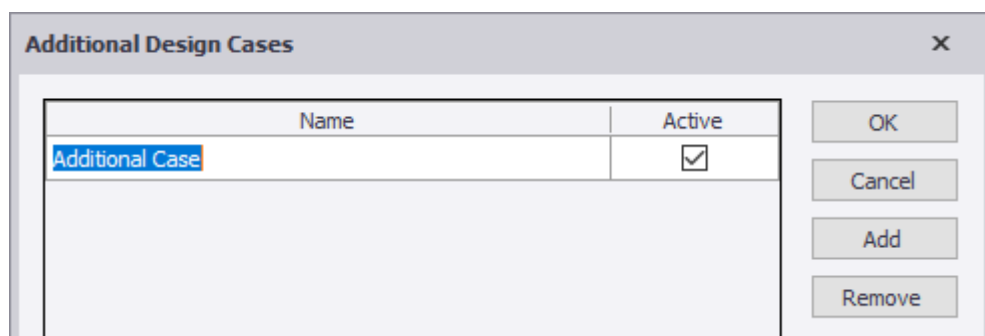 Additional Design Cases
Name Active OK
Additional Case
Cancel
Add
Remove